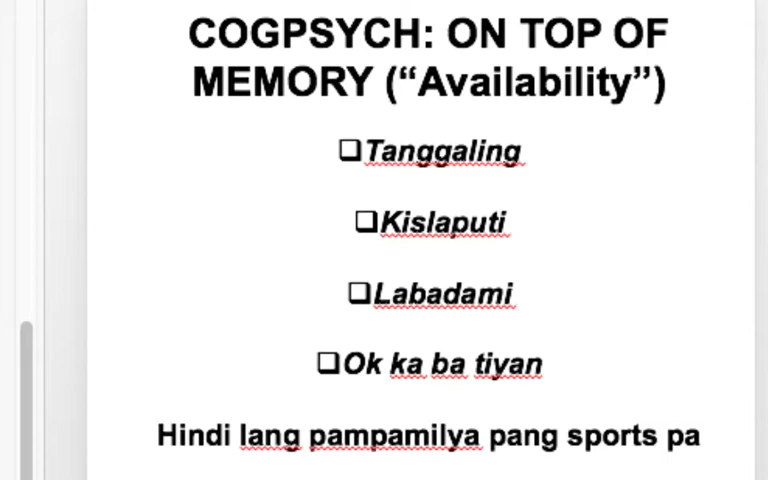 COGPSYCH: ON TOP OF
MEMORY (“Availability”)
❑Tanggaling
❑Kislaputi
❑Labadami
❑Ok ka ba tiyan
Hindi lang pampamilya pang sports pa